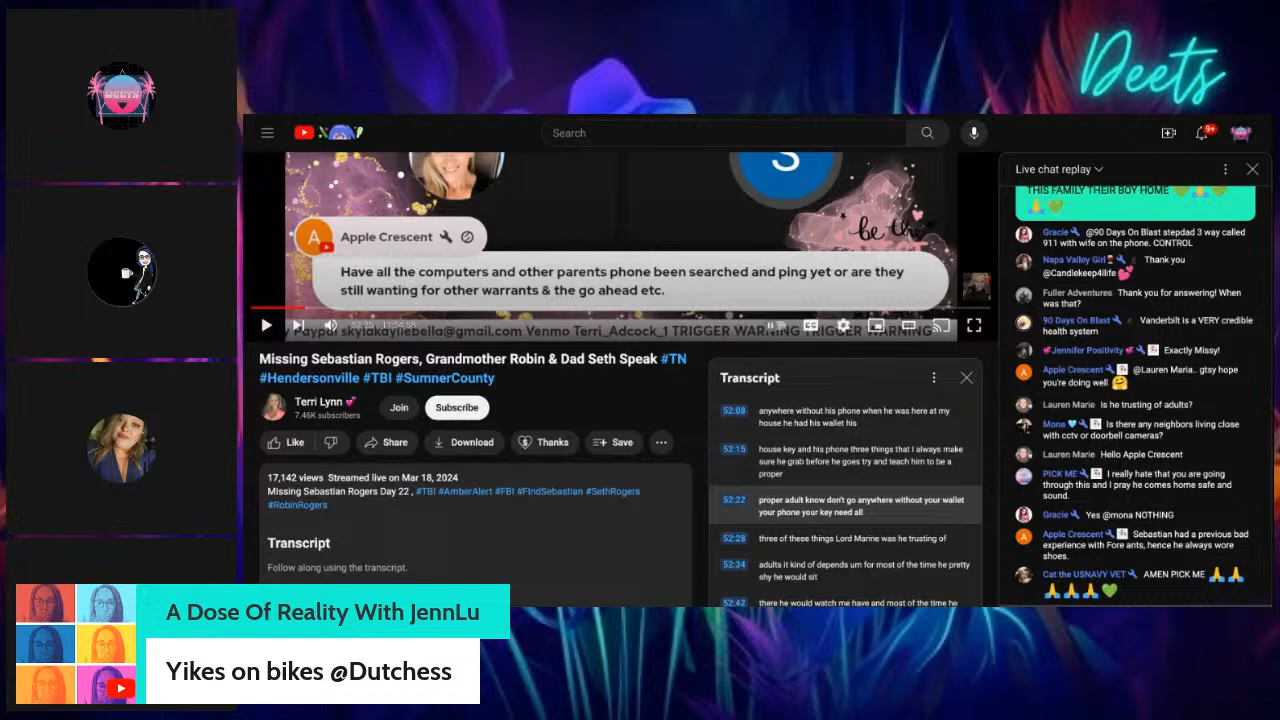 Deets
DEETS
Search
9+
S
be the
Apple Crescent
A
Have all the computers and other parents phone been searched and ping yet or are they
still wanting for other warrants & the go ahead etc.
52:25 / 11:54:58
Paypal skylakayliebella@gmail.com Venmo Terri_Adcock_1 TRIGGER WARNING TRIGGER WARNING
Missing Sebastian Rogers, Grandmother Robin & Dad Seth Speak #TN
#Hendersonville #TBI #SumnerCounty
Terri Lynn 💕
7.46K subscribers
Join
Subscribe
Like
Share
Download
Thanks
Save
17,142 views Streamed live on Mar 18, 2024
Missing Sebastian Rogers Day 22 , #TBI #AmberAlert #FBI #FIndSebastian #SethRogers
#RobinRogers
Transcript
Follow along using the transcript.
Transcript
52:08
anywhere without his phone when he was here at my
house he had his wallet his
52:15
house key and his phone three things that I always make
sure he grab before he goes try and teach him to be a
proper
52:22
proper adult know don't go anywhere without your wallet
your phone your key need all
52:28
three of these things Lord Marine was he trusting of
52:34
adults it kind of depends um for most of the time he pretty
shy he would sit
52:42
there he would watch me have and most of the time he
Live chat replay
THIS FAMILY THEIR BOY HOME 💚🙏💚
🙏💚
Gracie @90 Days On Blast stepdad 3 way called
911 with wife on the phone. CONTROL
Napa Valley Girl🍷 Thank you
@Candlekeep4life 💕
Fuller Adventures Thank you for answering! When
was that?
90 Days On Blast Vanderbilt is a VERY credible
health system
💞Jennifer Positivity💞 Exactly Missy!
A
Apple Crescent @Lauren Maria.. gtsy hope
you're doing well 🤗
Lauren Marie Is he trusting of adults?
Mona 🩵 Is there any neighbors living close
with cctv or doorbell cameras?
Lauren Marie Hello Apple Crescent
PICK ME I really hate that you are going
through this and I pray he comes home safe and
sound.
Gracie Yes @mona NOTHING
A
Apple Crescent Sebastian had a previous bad
experience with Fore ants, hence he always wore
shoes.
Cat the USNAVY VET AMEN PICK ME 🙏🙏
🙏🙏🙏💚
A Dose Of Reality With JennLu
Yikes on bikes @Dutchess